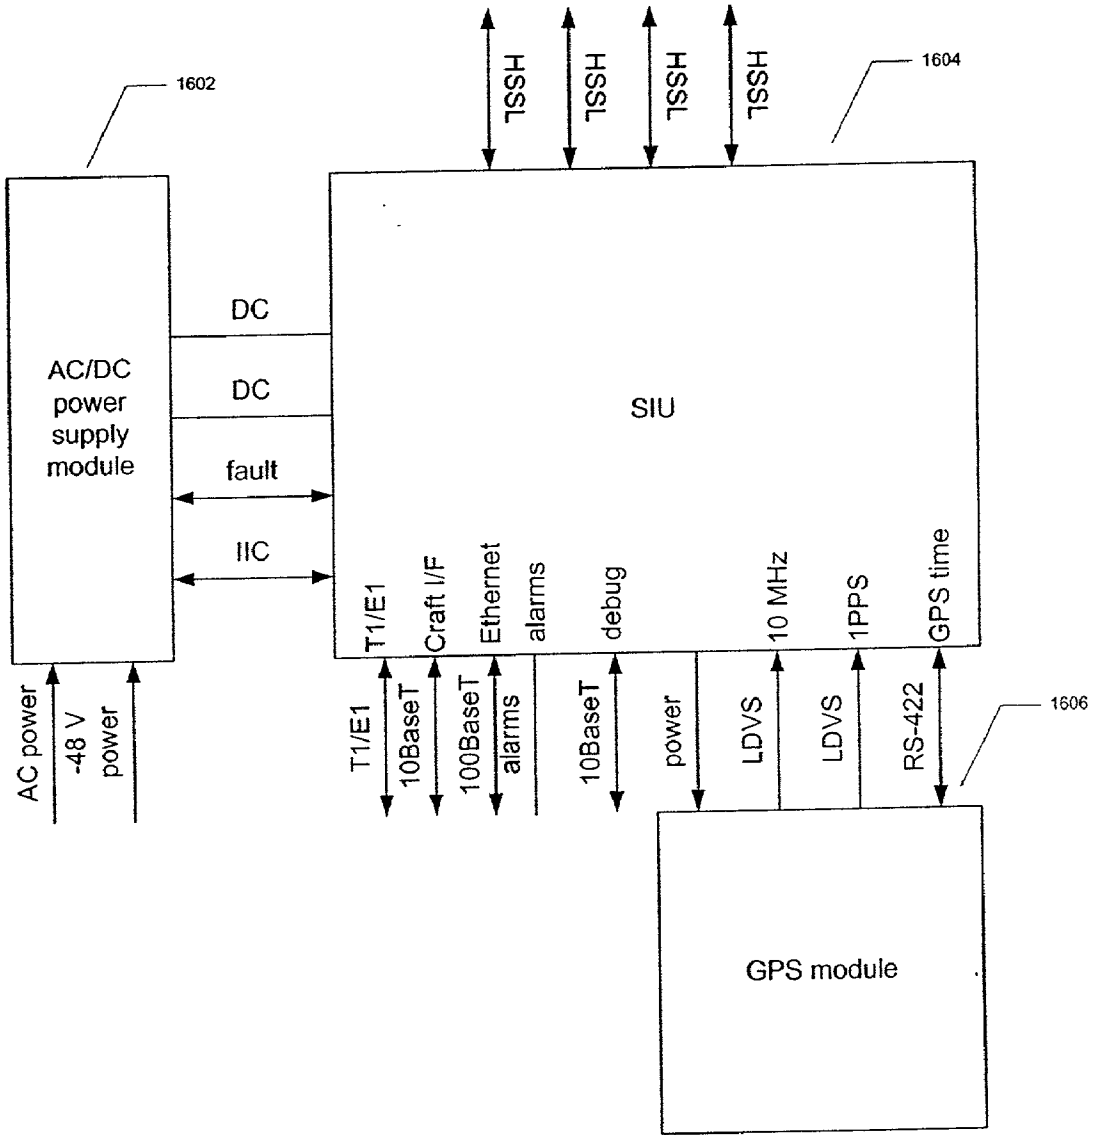 HSSL
HSSL
HSSL
HSSL
1602
1604
AC/DC
power
supply
module
DC
DC
fault
IIC
SIU
T1/E1
Craft I/F
Ethernet
alarms
debug
10 MHz
1PPS
GPS time
AC power
-48 V
power
T1/E1
10BaseT
100BaseT
alarms
10BaseT
power
LDVS
LDVS
RS-422
1606
GPS module